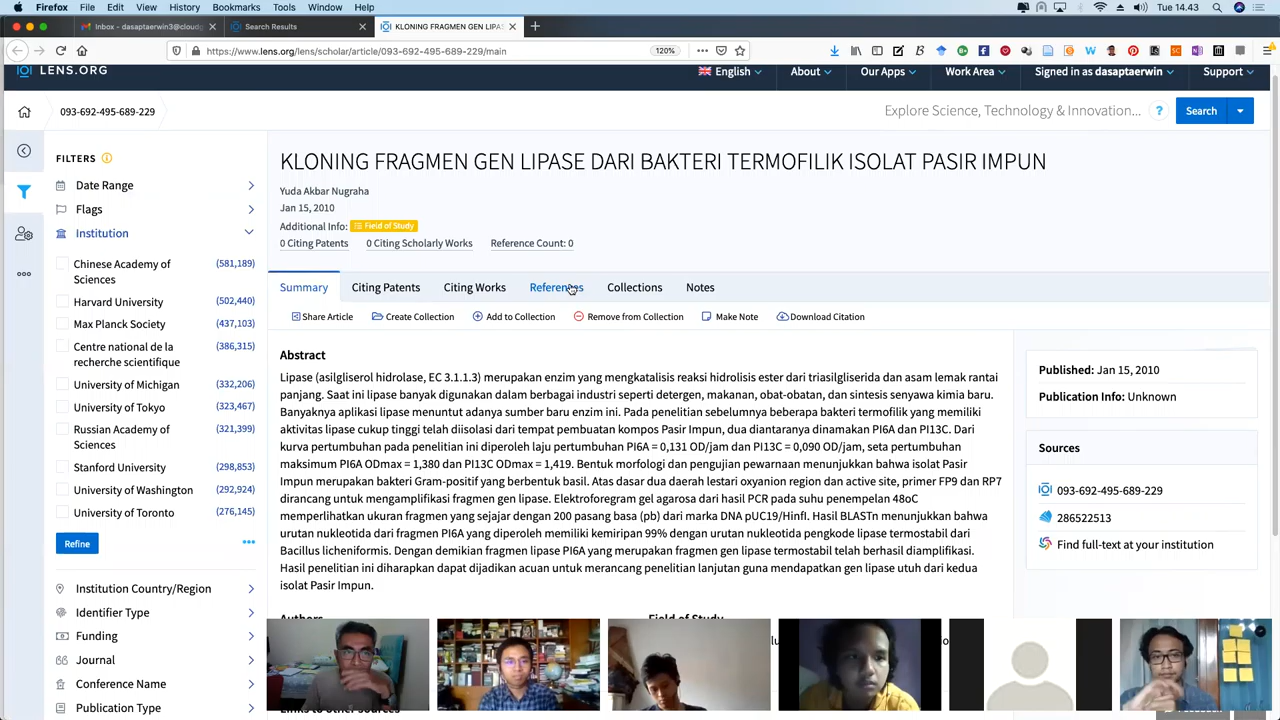 Firefox File Edit View History Bookmarks Tools Window Help
Tue 14.43
Inbox - dasaptaerwin3@cloud
Search Results
KLONING FRAGMEN GEN LIPAS
https://www.lens.org/lens/scholar/article/093-692-495-689-229/main
120%
LENS.ORG
English
About
Our Apps
Work Area
Signed in as dasaptaerwin
Support
093-692-495-689-229
Explore Science, Technology & Innovation...
?
Search
FILTERS
Date Range
Flags
Institution
Chinese Academy of Sciences (581,189)
Harvard University (502,440)
Max Planck Society (437,103)
Centre national de la recherche scientifique (386,315)
University of Michigan (332,206)
University of Tokyo (323,467)
Russian Academy of Sciences (321,399)
Stanford University (298,853)
University of Washington (292,924)
University of Toronto (276,145)
Refine
Institution Country/Region
Identifier Type
Funding
Journal
Conference Name
Publication Type
KLONING FRAGMEN GEN LIPASE DARI BAKTERI TERMOFILIK ISOLAT PASIR IMPUN
Yuda Akbar Nugraha
Jan 15, 2010
Additional Info: Field of Study
0 Citing Patents 0 Citing Scholarly Works Reference Count: 0
Summary Citing Patents Citing Works References Collections Notes
Share Article Create Collection Add to Collection Remove from Collection Make Note Download Citation
Abstract
Lipase (asilgliserol hidrolase, EC 3.1.1.3) merupakan enzim yang mengkatalisis reaksi hidrolisis ester dari triasilgliserida dan asam lemak rantai
panjang. Saat ini lipase banyak digunakan dalam berbagai industri seperti detergen, makanan, obat-obatan, dan sintesis senyawa kimia baru.
Banyaknya aplikasi lipase menuntut adanya sumber baru enzim ini. Pada penelitian sebelumnya beberapa bakteri termofilik yang memiliki
aktivitas lipase cukup tinggi telah diisolasi dari tempat pembuatan kompos Pasir Impun, dua diantaranya dinamakan PI6A dan PI13C. Dari
kurva pertumbuhan pada penelitian ini diperoleh laju pertumbuhan PI6A = 0,131 OD/jam dan PI13C = 0,090 OD/jam, seta pertumbuhan
maksimum PI6A ODmax = 1,380 dan PI13C ODmax = 1,419. Bentuk morfologi dan pengujian pewarnaan menunjukkan bahwa isolat Pasir
Impun merupakan bakteri Gram-positif yang berbentuk basil. Atas dasar dua daerah lestari oxyanion region dan active site, primer FP9 dan RP7
dirancang untuk mengamplifikasi fragmen gen lipase. Elektroforegram gel agarosa dari hasil PCR pada suhu penempelan 48oC
memperlihatkan ukuran fragmen yang sejajar dengan 200 pasang basa (pb) dari marka DNA pUC19/HinfI. Hasil BLASTn menunjukkan bahwa
urutan nukleotida dari fragmen PI6A yang diperoleh memiliki kemiripan 99% dengan urutan nukleotida pengkode lipase termostabil dari
Bacillus licheniformis. Dengan demikian fragmen lipase PI6A yang merupakan fragmen gen lipase termostabil telah berhasil diamplifikasi.
Hasil penelitian ini diharapkan dapat dijadikan acuan untuk merancang penelitian lanjutan guna mendapatkan gen lipase utuh dari kedua
isolat Pasir Impun.
Authors
Field of Study
Published: Jan 15, 2010
Publication Info: Unknown
Sources
093-692-495-689-229
286522513
Find full-text at your institution